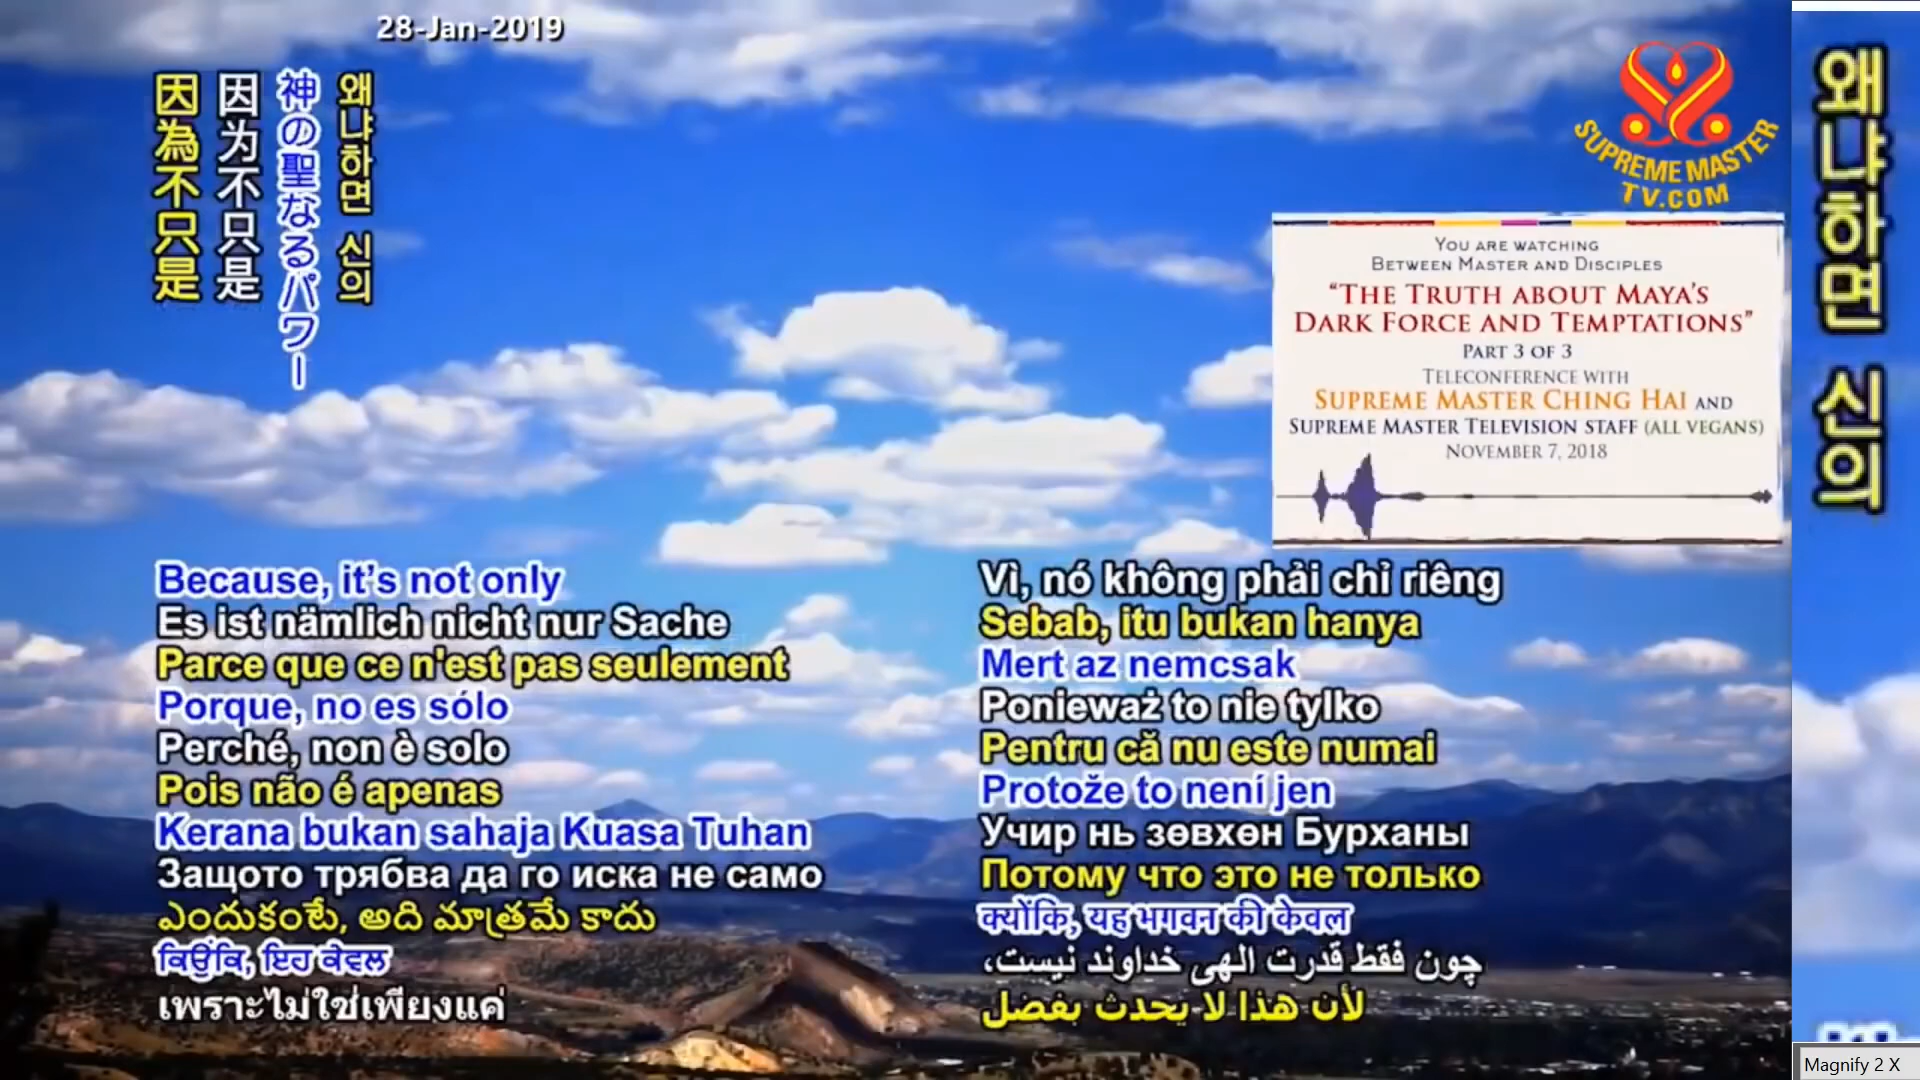 28-Jan-2019
왜냐하면 신의
神の聖なるパワー
因为不只是
因為不只是
SUPREME MASTER
TV.COM
YOU ARE WATCHING
BETWEEN MASTER AND DISCIPLES
“THE TRUTH ABOUT MAYA’S
DARK FORCE AND TEMPTATIONS”
PART 3 OF 3
TELECONFERENCE WITH
SUPREME MASTER CHING HAI AND
SUPREME MASTER TELEVISION STAFF (ALL VEGANS)
NOVEMBER 7, 2018
Because, it’s not only
Es ist nämlich nicht nur Sache
Parce que ce n'est pas seulement
Porque, no es sólo
Perché, non è solo
Pois não é apenas
Kerana bukan sahaja Kuasa Tuhan
Защото трябва да го иска не само
ఎందుకంటే, అది మాత్రమే కాదు
ਕਿਉਂਕਿ, ਇਹ ਕੇਵਲ
เพราะไม่ใช่เพียงแค่
Vì, nó không phải chỉ riêng
Sebab, itu bukan hanya
Mert az nemcsak
Ponieważ to nie tylko
Pentru că nu este numai
Protože to není jen
Учир нь зөвхөн Бурханы
Потому что это не только
क्योंकि, यह भगवन की केवल
چون فقط قدرت الهی خداوند نیست،
لأن هذا لا يحدث بفضل
왜냐하면 신의
Magnify 2 X